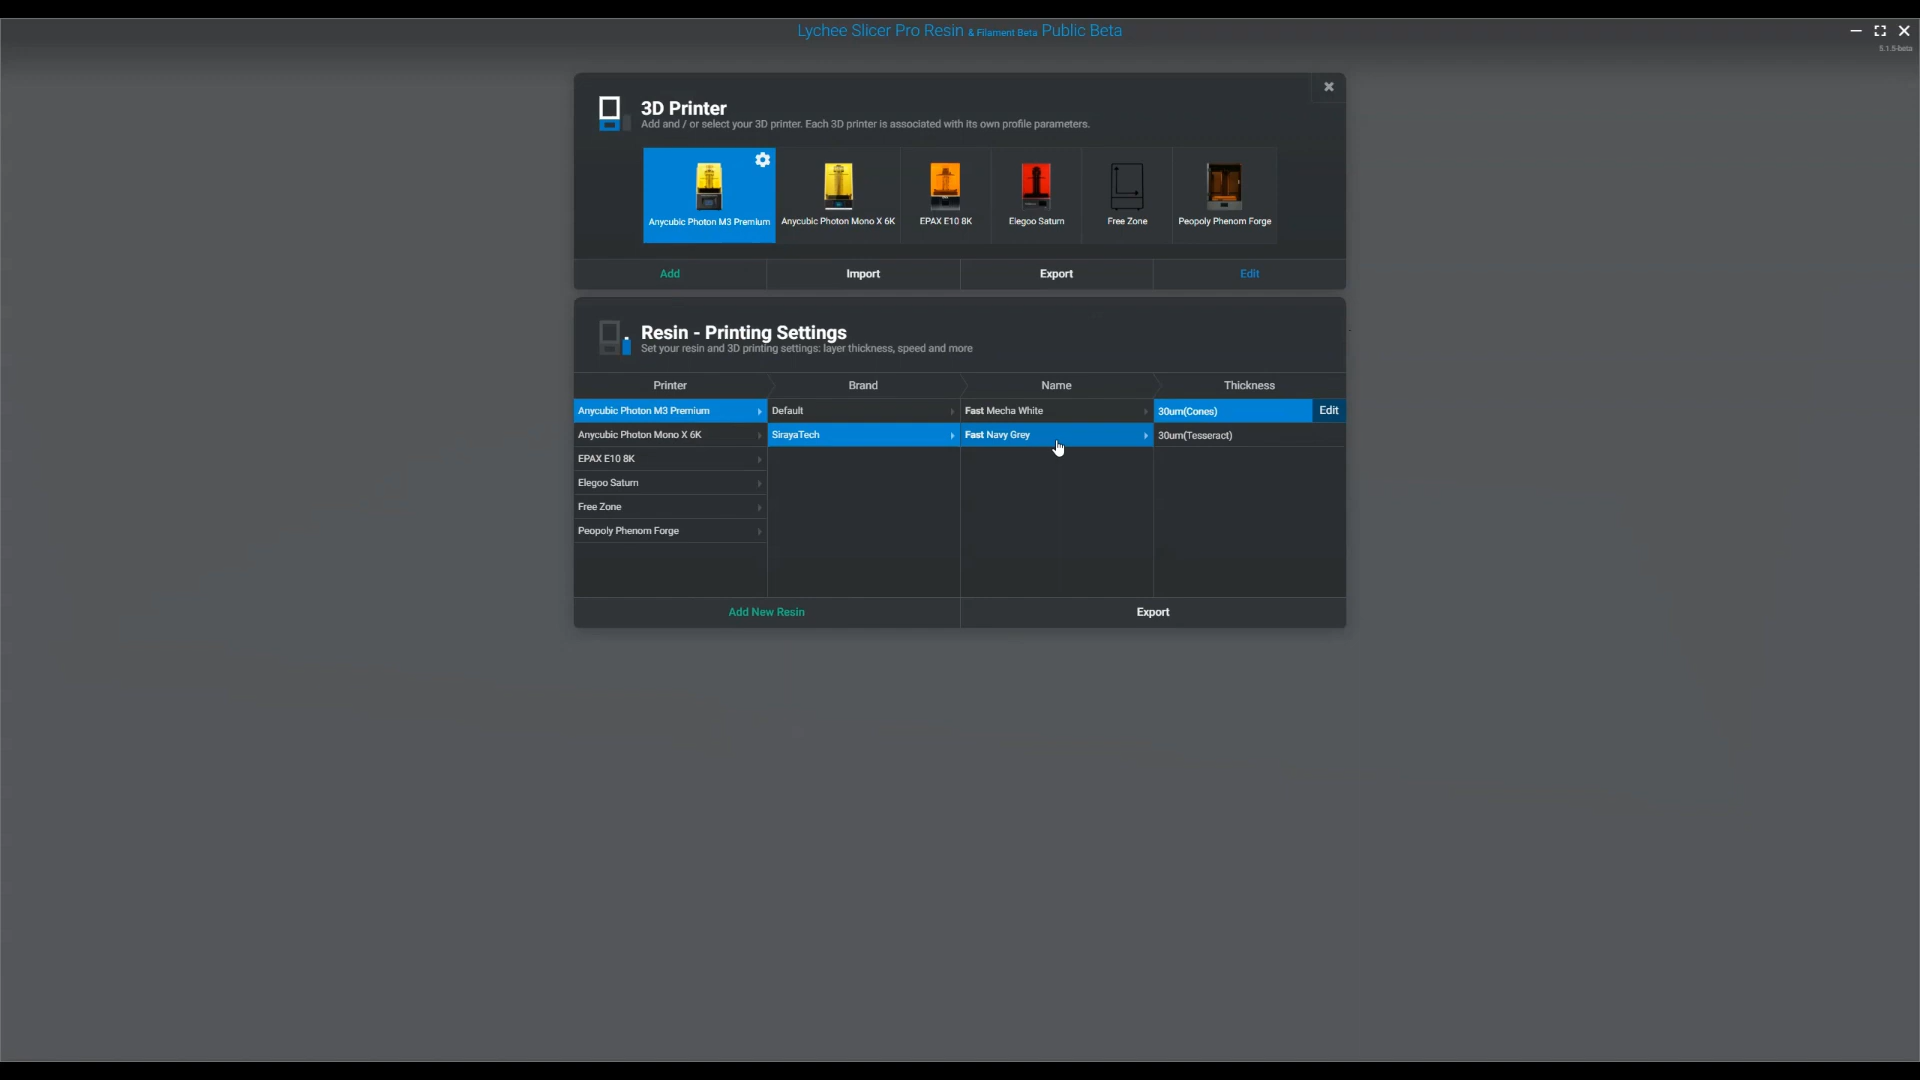 Lychee Slicer Pro Resin & Filament Beta Public Beta
5.1.5-beta
3D Printer
Add and / or select your 3D printer. Each 3D printer is associated with its own profile parameters.
Anycubic Photon M3 Premium
Anycubic Photon Mono X 6K
EPAX E10 8K
Elegoo Saturn
Free Zone
Peopoly Phenom Forge
Add
Import
Export
Edit
Resin - Printing Settings
Set your resin and 3D printing settings: layer thickness, speed and more
Printer
Brand
Name
Thickness
Anycubic Photon M3 Premium
Default
Fast Mecha White
30um(Cones)
Edit
Anycubic Photon Mono X 6K
SirayaTech
Fast Navy Grey
30um(Tesseract)
EPAX E10 8K
Elegoo Saturn
Free Zone
Peopoly Phenom Forge
Add New Resin
Export